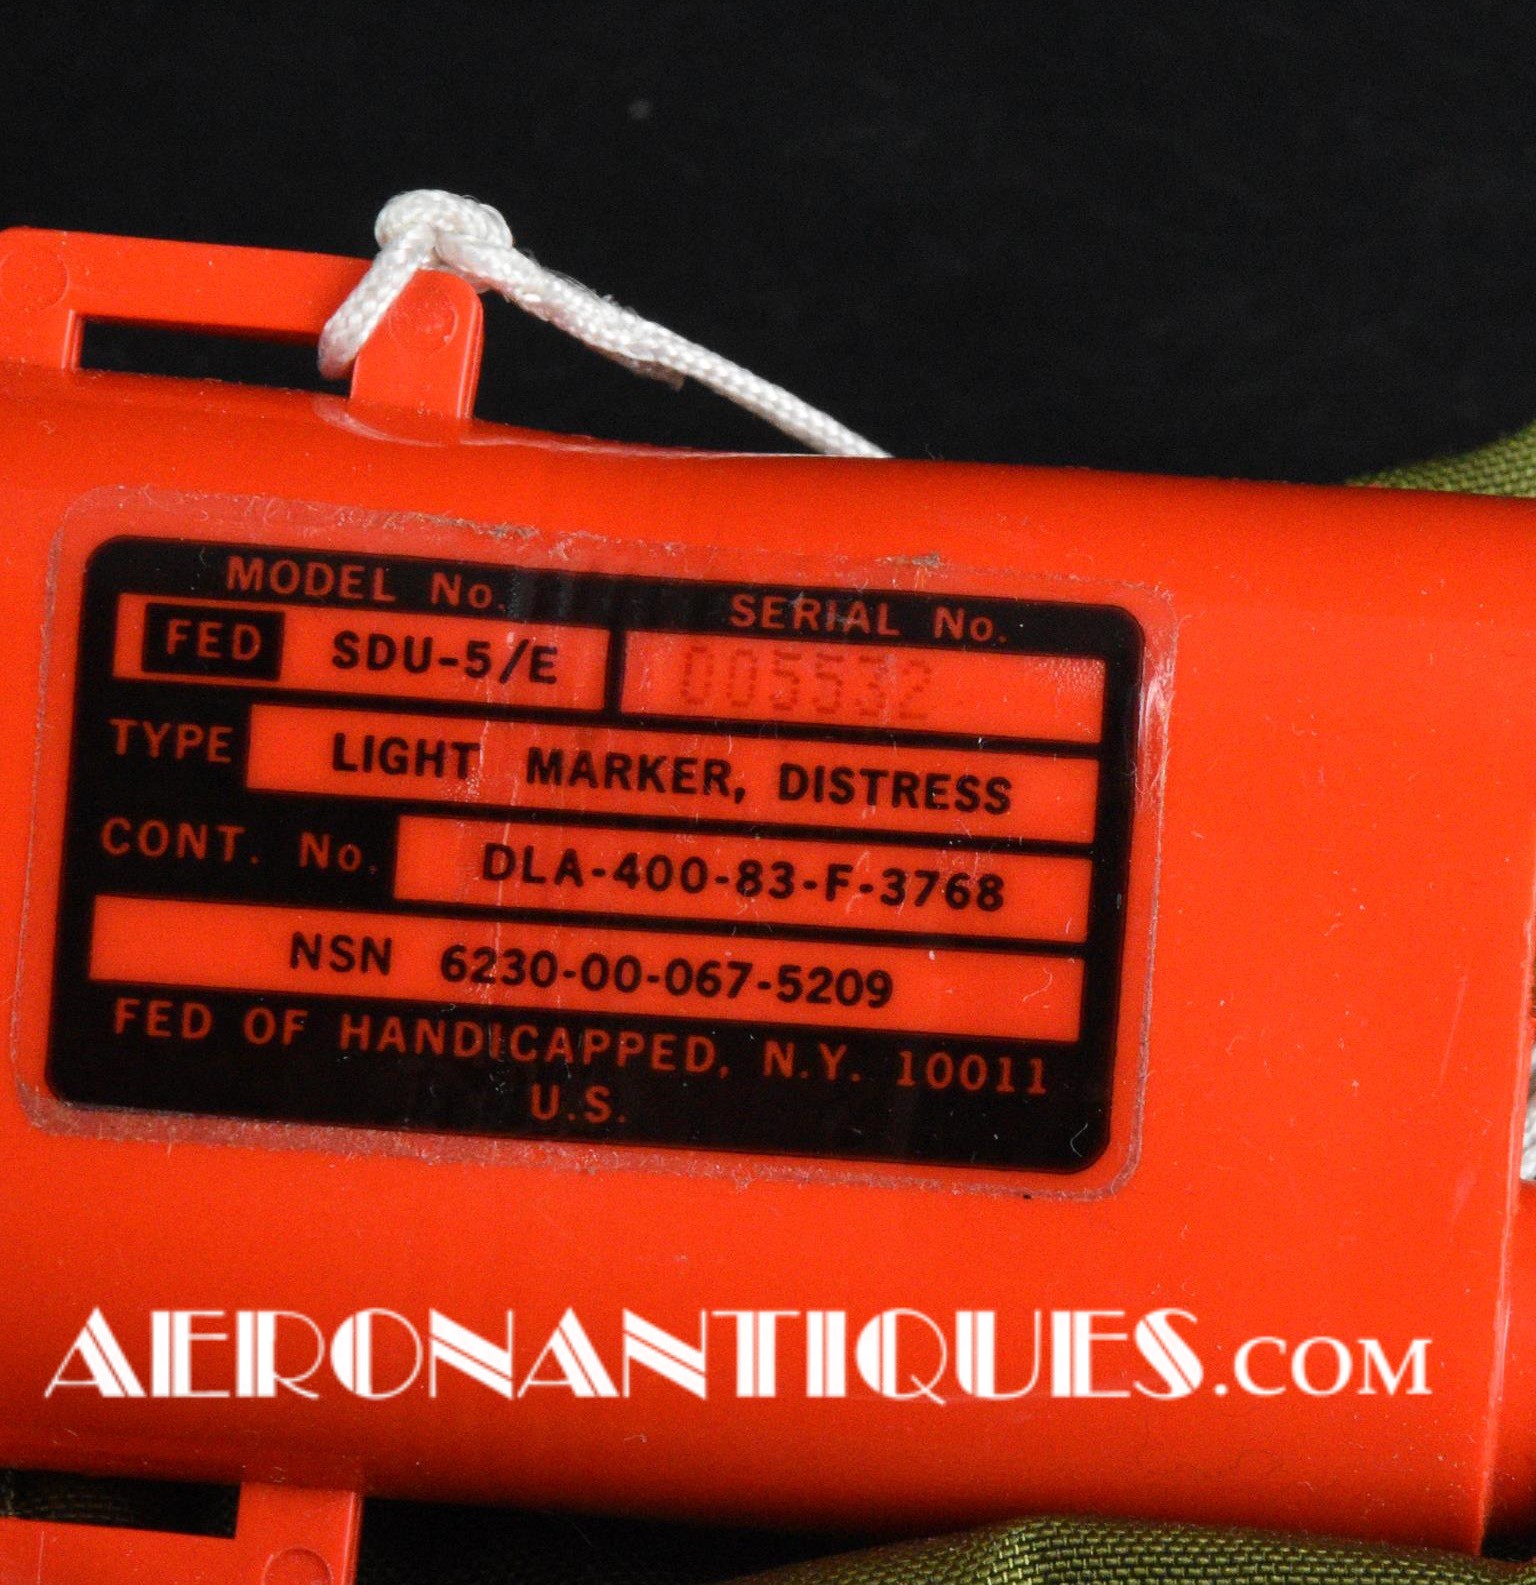 MODEL No. SERIAL No.
FED SDU-5/E 005532
TYPE LIGHT MARKER, DISTRESS
CONT. No. DLA-400-83-F-3768
NSN 6230-00-067-5209
FED OF HANDICAPPED, N.Y. 10011
U.S.
AERONANTIQUES.COM